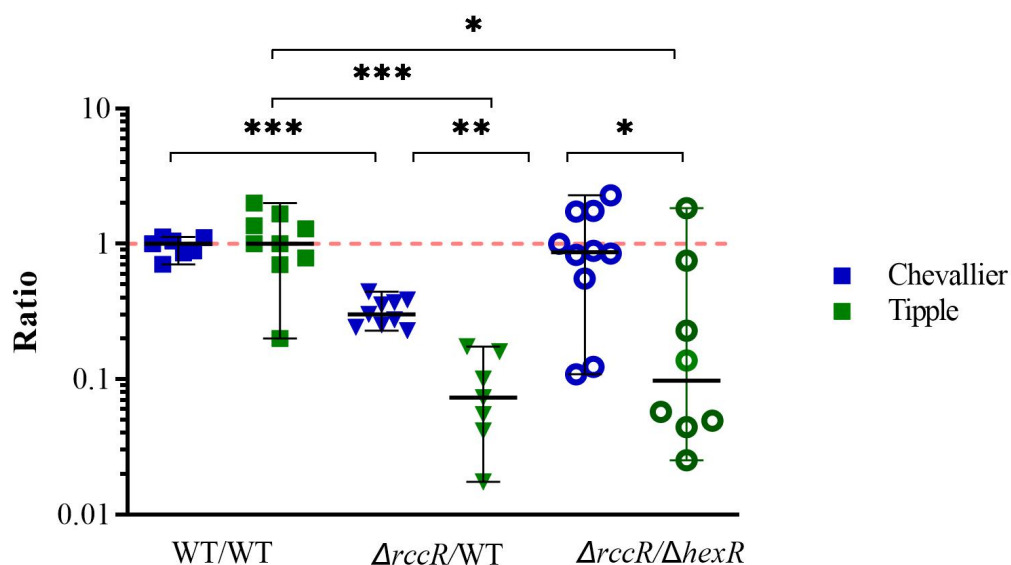 *
***
*** ** *
10
1
0.1
0.01
Ratio
WT/WT ΔrccR/WT ΔrccR/ΔhexR
Chevallier
Tipple